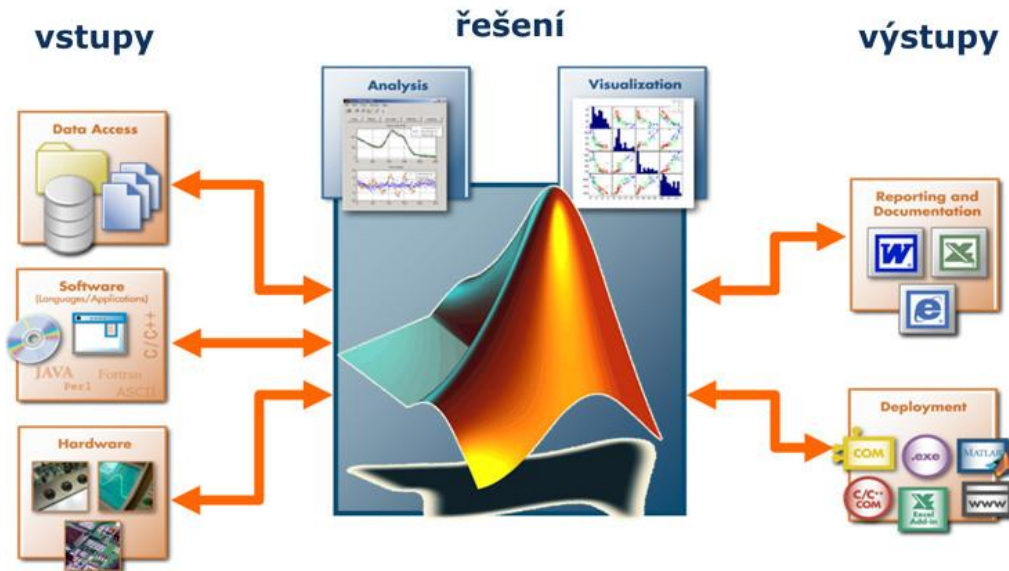 vstupy
řešení
výstupy
Analysis
Visualization
Data Access
Software
(Languages/Applications)
C/C++
JAVA
Perl
Fortran
ASCII
Hardware
Reporting and
Documentation
W
X
e
Deployment
COM
.exe
MATLAB
C/C++
COM
X
Excel
Add-in
www